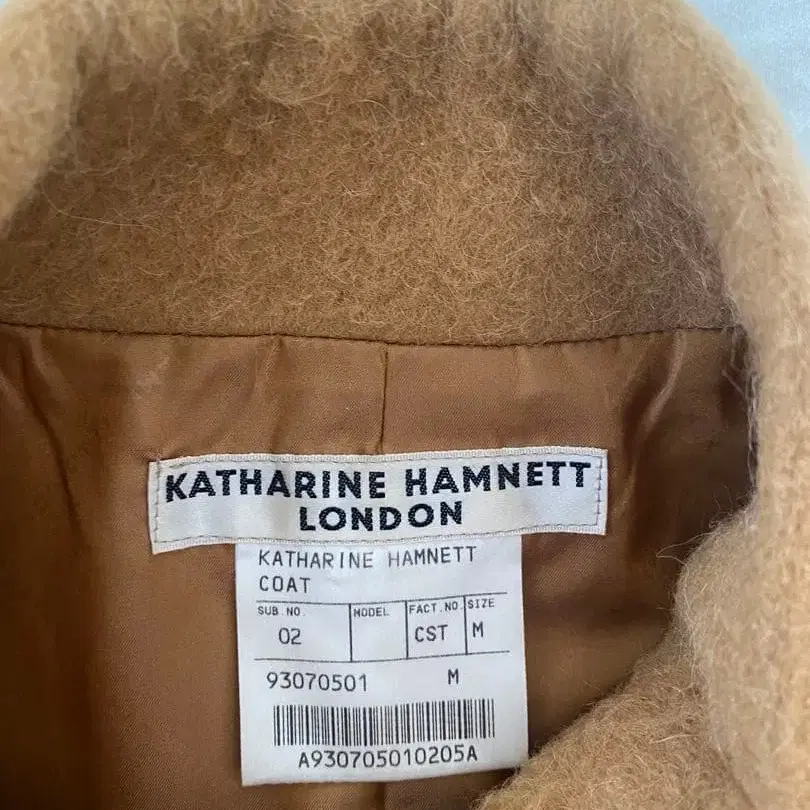 KATHARINE HAMNETT
LONDON
KATHARINE HAMNETT
COAT
SUB NO. MODEL FACT.NO. SIZE
02 CST M
93070501 M
A930705010205A